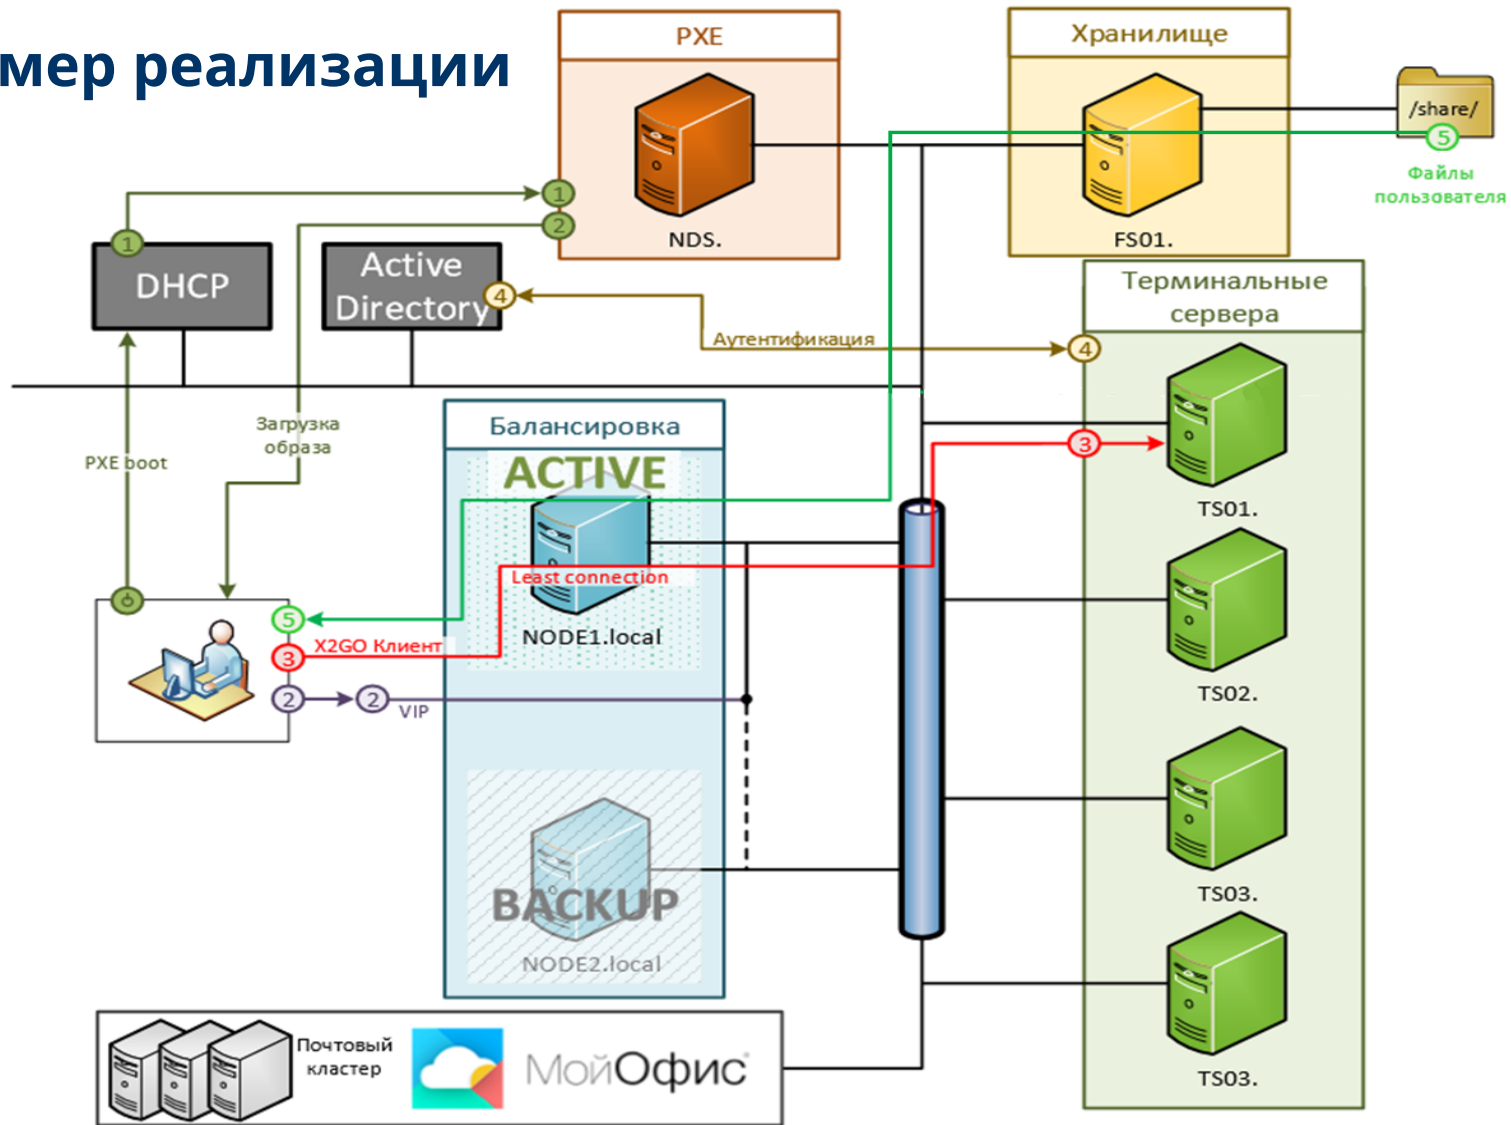 мер реализации
PXE
Хранилище
/share/
5
Файлы
пользователя
1
2
NDS.
FS01.
1
DHCP
Active
Directory
4
Терминальные
сервера
Аутентификация
4
Загрузка
образа
PXE boot
Балансировка
ACTIVE
3
TS01.
Least connection
NODE1.local
5
X2GO Клиент
3
2
2
VIP
TS02.
BACKUP
TS03.
NODE2.local
Почтовый
кластер
МойОфис
TS03.